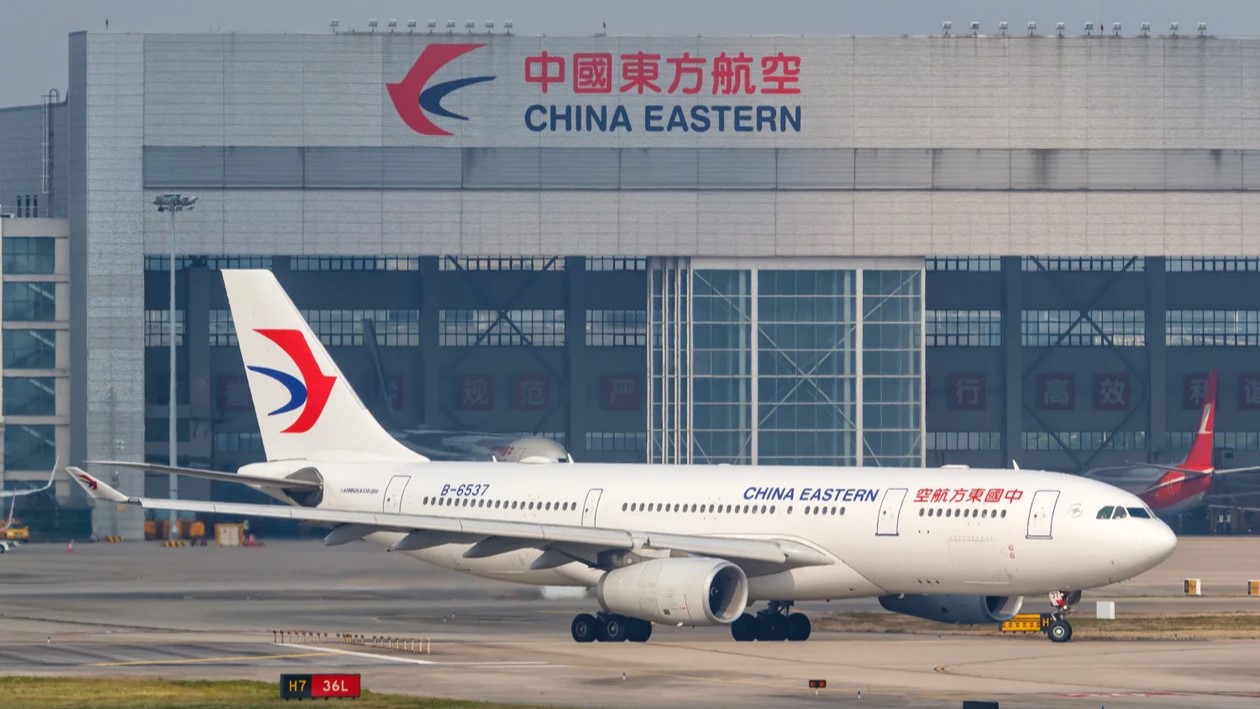 中國東方航空
CHINA EASTERN
规 范 严 行 高效
B-6537
CHINA EASTERN 空航方東國中
H7 36L
H